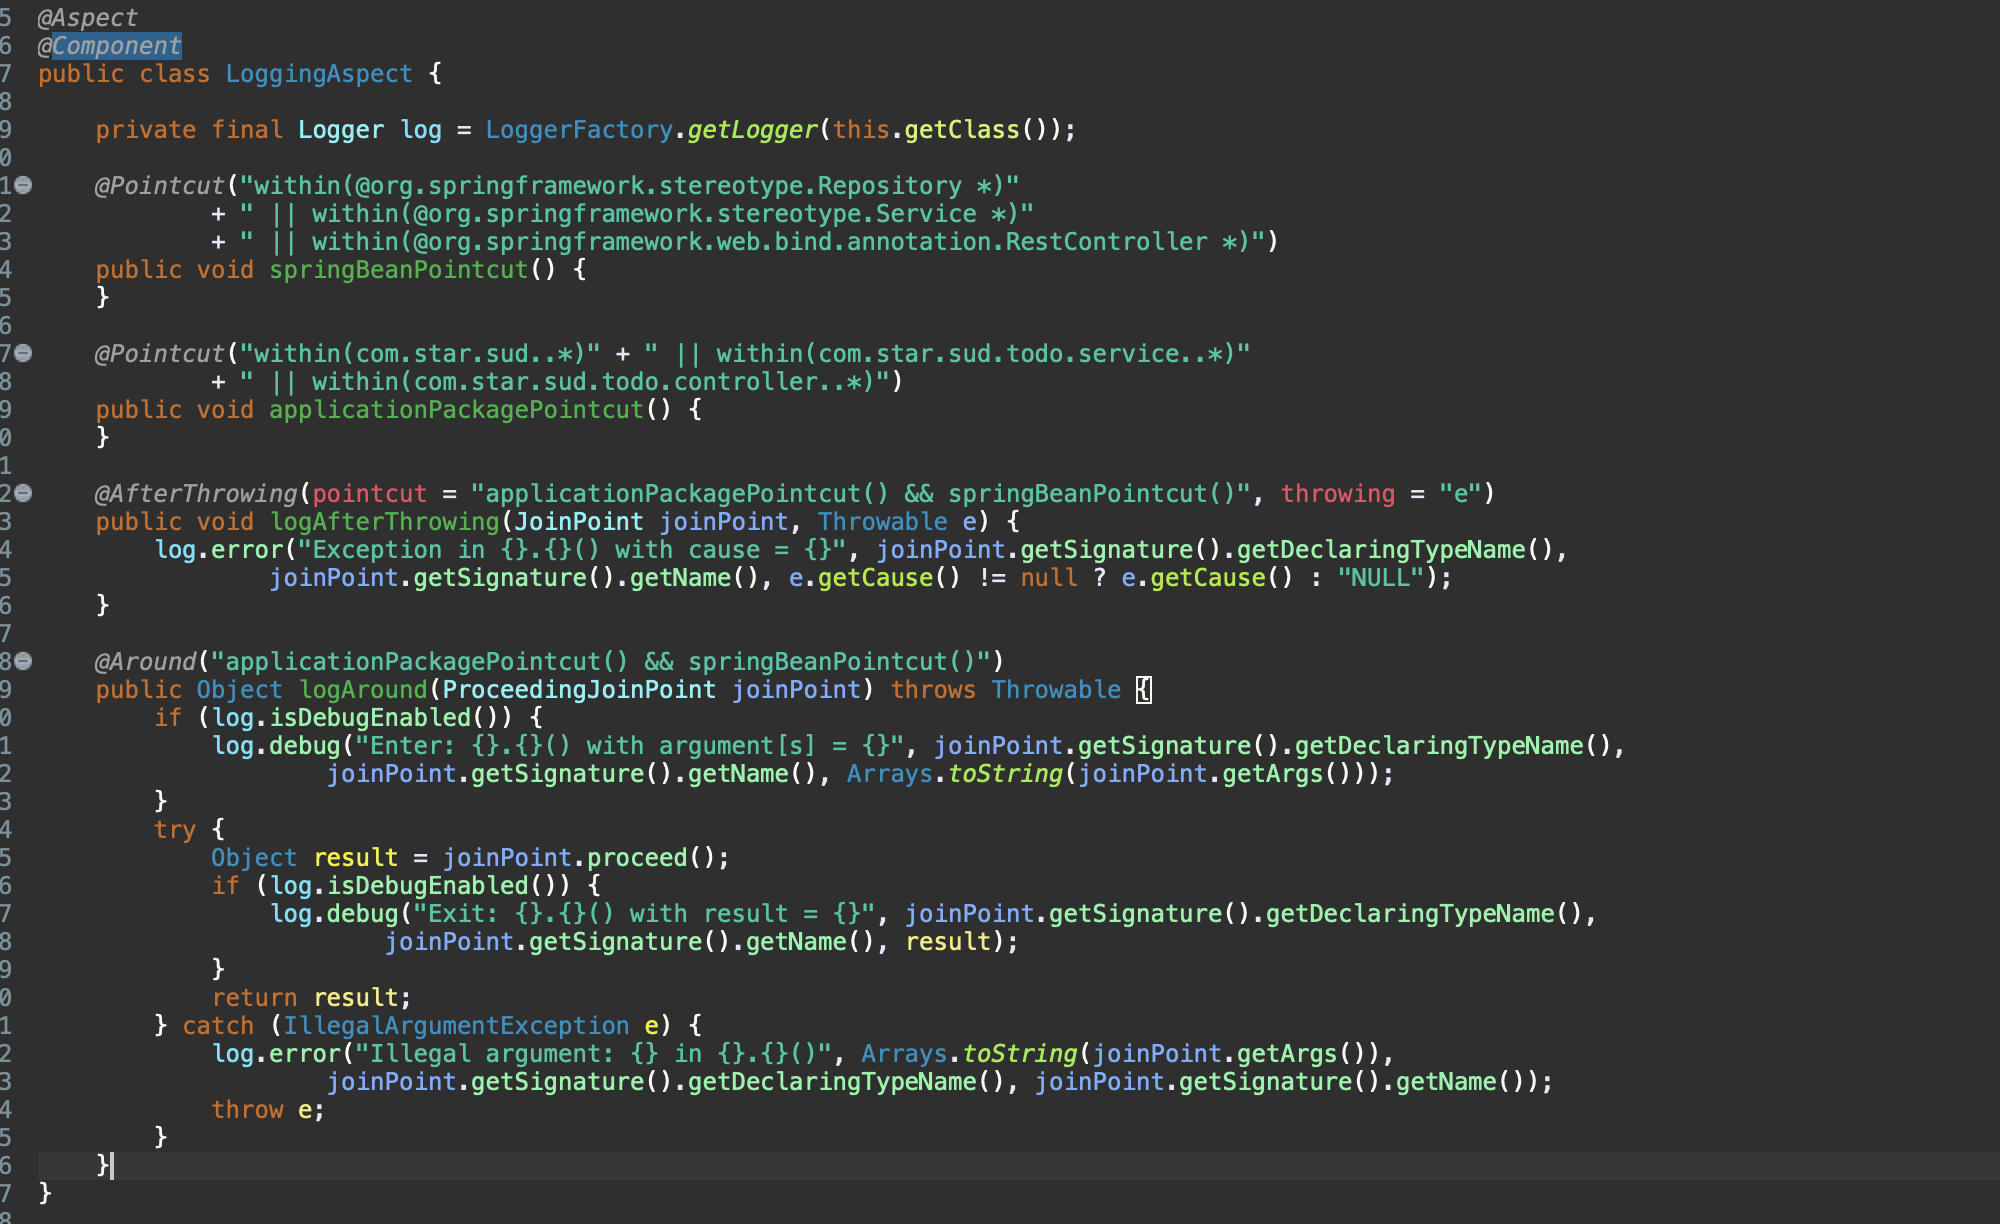 5 @Aspect
6 @Component
7 public class LoggingAspect {
8
9     private final Logger log = LoggerFactory.getLogger(this.getClass());
0
1     @Pointcut("within(@org.springframework.stereotype.Repository *)"
2             + " || within(@org.springframework.stereotype.Service *)"
3             + " || within(@org.springframework.web.bind.annotation.RestController *)")
4     public void springBeanPointcut() {
5     }
6
7     @Pointcut("within(com.star.sud..*)" + " || within(com.star.sud.todo.service..*)"
8             + " || within(com.star.sud.todo.controller..*)")
9     public void applicationPackagePointcut() {
0     }
1
2     @AfterThrowing(pointcut = "applicationPackagePointcut() && springBeanPointcut()", throwing = "e")
3     public void logAfterThrowing(JoinPoint joinPoint, Throwable e) {
4         log.error("Exception in {}.{}() with cause = {}", joinPoint.getSignature().getDeclaringTypeName(),
5                 joinPoint.getSignature().getName(), e.getCause() != null ? e.getCause() : "NULL");
6     }
7
8     @Around("applicationPackagePointcut() && springBeanPointcut()")
9     public Object logAround(ProceedingJoinPoint joinPoint) throws Throwable {
0         if (log.isDebugEnabled()) {
1             log.debug("Enter: {}.{}() with argument[s] = {}", joinPoint.getSignature().getDeclaringTypeName(),
2                     joinPoint.getSignature().getName(), Arrays.toString(joinPoint.getArgs()));
3         }
4         try {
5             Object result = joinPoint.proceed();
6             if (log.isDebugEnabled()) {
7                 log.debug("Exit: {}.{}() with result = {}", joinPoint.getSignature().getDeclaringTypeName(),
8                         joinPoint.getSignature().getName(), result);
9             }
0             return result;
1         } catch (IllegalArgumentException e) {
2             log.error("Illegal argument: {} in {}.{}()", Arrays.toString(joinPoint.getArgs()),
3                     joinPoint.getSignature().getDeclaringTypeName(), joinPoint.getSignature().getName());
4             throw e;
5         }
6     }
7 }
8